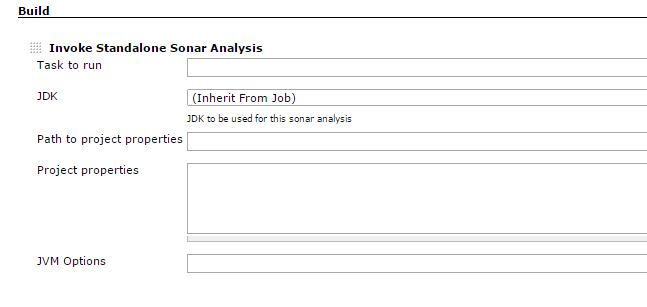 Build
Invoke Standalone Sonar Analysis
Task to run
JDK
(Inherit From Job)
JDK to be used for this sonar analysis
Path to project properties
Project properties
JVM Options